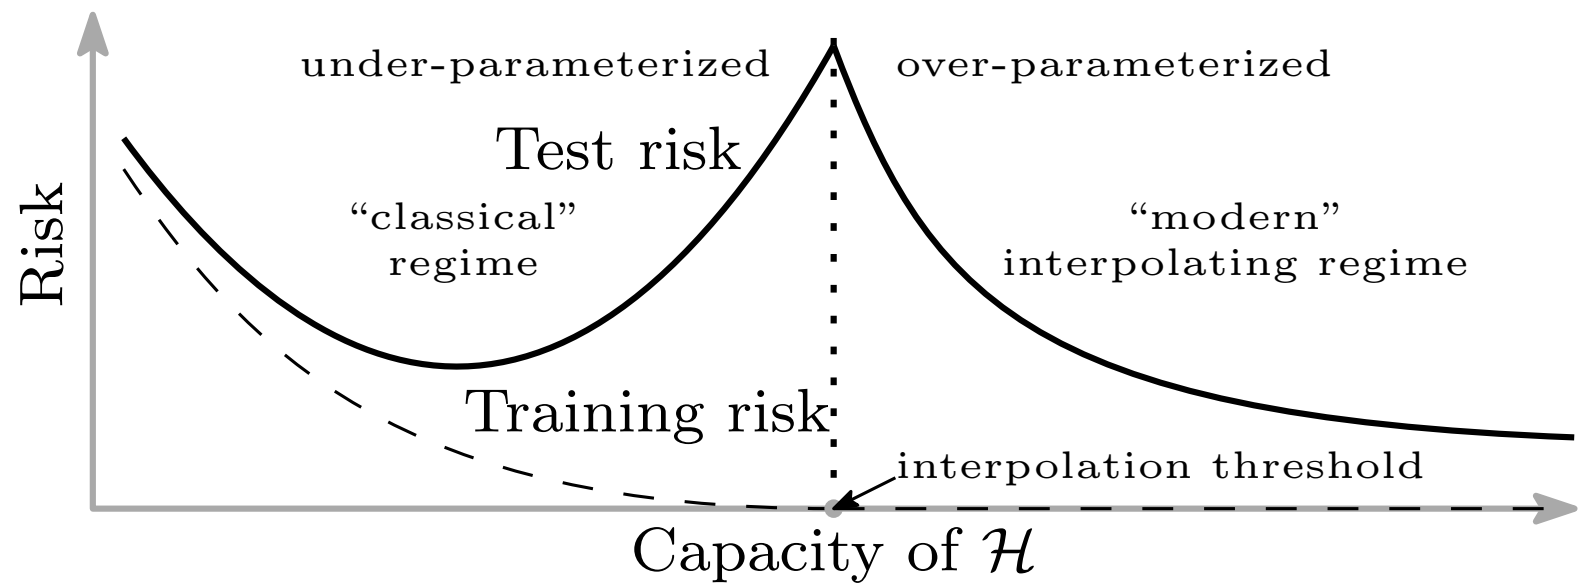 under-parameterized
over-parameterized
Test risk
“classical”
regime
“modern”
interpolating regime
Risk
Training risk
interpolation threshold
Capacity of ℋ